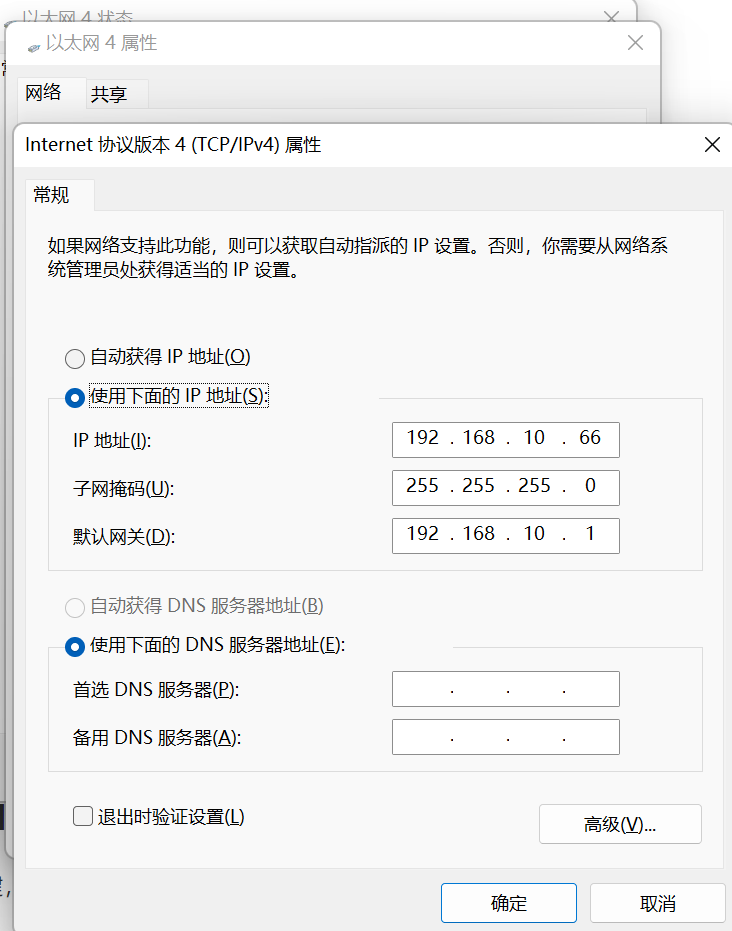 以太网 4 状态
以太网 4 属性
网络
共享
Internet 协议版本 4 (TCP/IPv4) 属性
常规
如果网络支持此功能，则可以获取自动指派的 IP 设置。否则，你需要从网络系
统管理员处获得适当的 IP 设置。
自动获得 IP 地址(O)
使用下面的 IP 地址(S):
IP 地址(I): 192 . 168 . 10 . 66
子网掩码(U): 255 . 255 . 255 . 0
默认网关(D): 192 . 168 . 10 . 1
自动获得 DNS 服务器地址(B)
使用下面的 DNS 服务器地址(E):
首选 DNS 服务器(P): . . .
备用 DNS 服务器(A): . . .
退出时验证设置(L)
高级(V)...
确定
取消